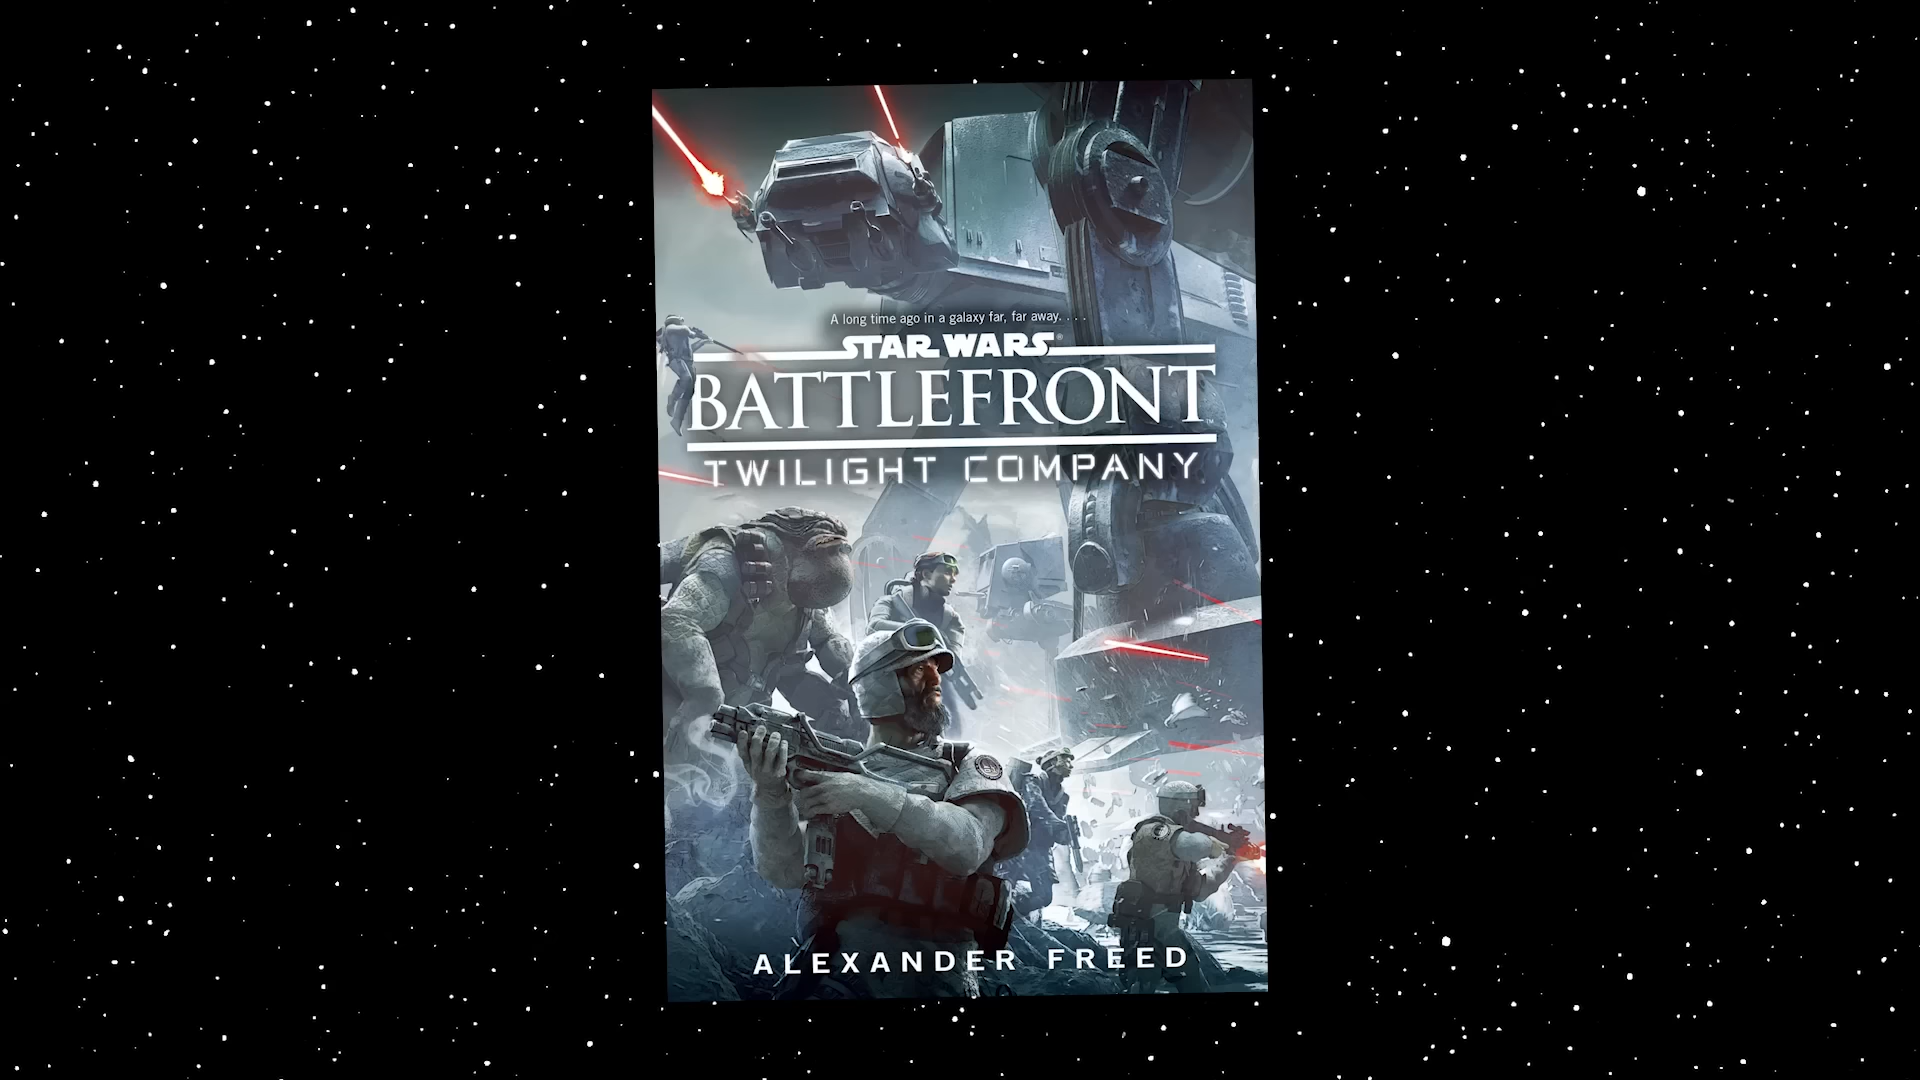 A long time ago in a galaxy far, far away. . . .
STAR WARS®
BATTLEFRONT
TWILIGHT COMPANY
ALEXANDER FREED